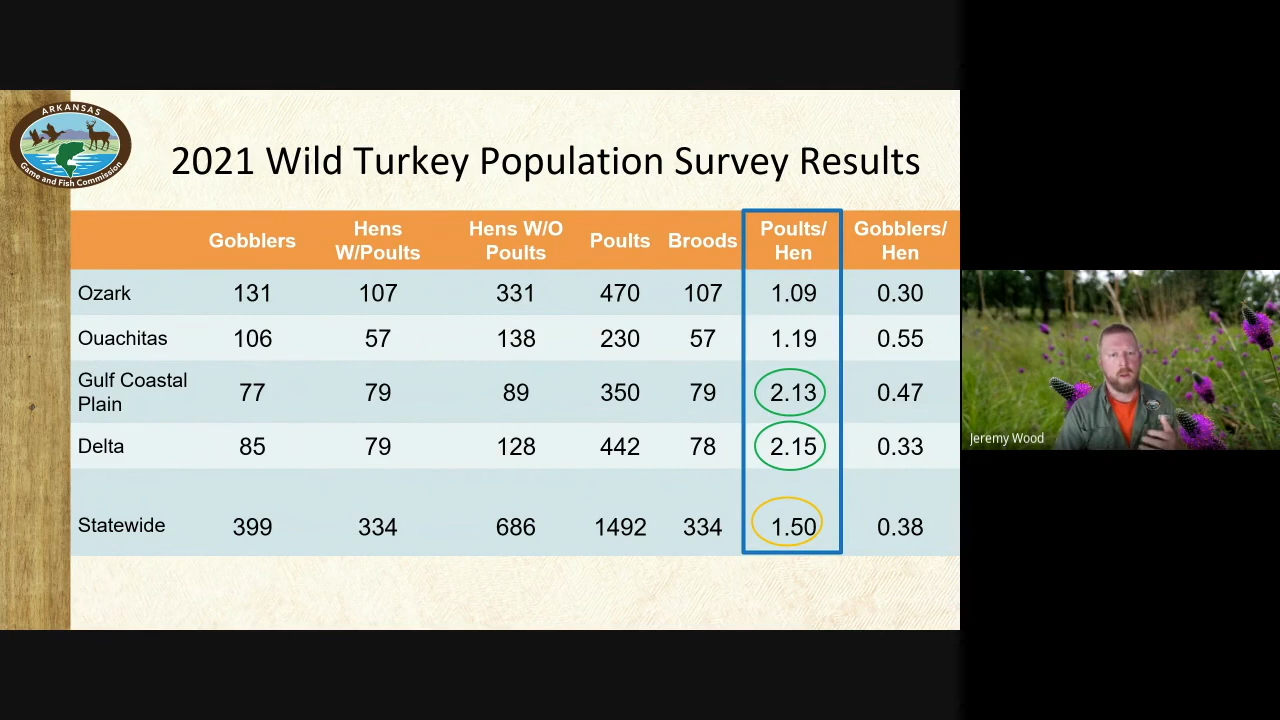 ARKANSAS
Game and Fish Commission
2021 Wild Turkey Population Survey Results
Gobblers Hens W/Poults Hens W/O Poults Poults Broods Poults/ Hen Gobblers/ Hen
Ozark 131 107 331 470 107 1.09 0.30
Ouachitas 106 57 138 230 57 1.19 0.55
Gulf Coastal Plain 77 79 89 350 79 2.13 0.47
Delta 85 79 128 442 78 2.15 0.33
Statewide 399 334 686 1492 334 1.50 0.38
Jeremy Wood